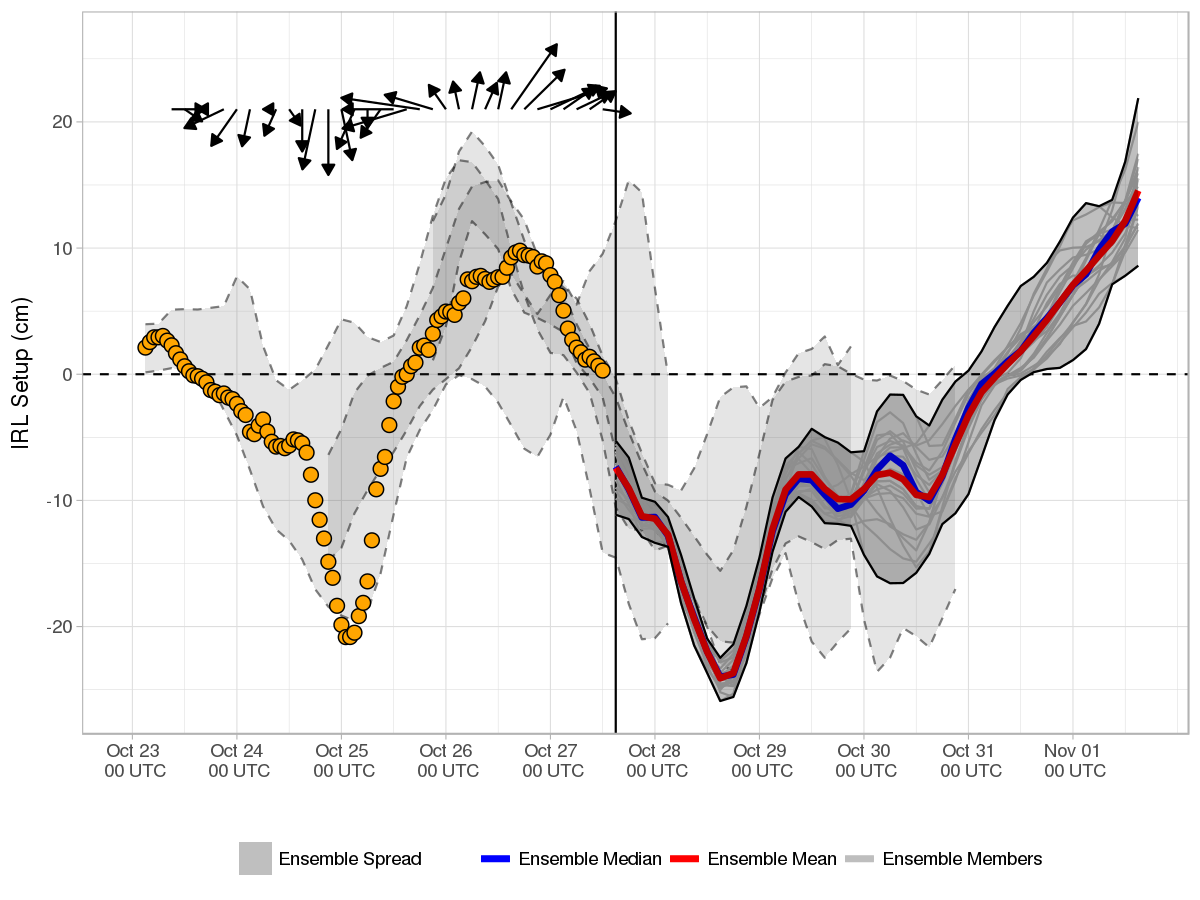 IRL Setup (cm)
20
10
0
-10
-20
Oct 23
00 UTC
Oct 24
00 UTC
Oct 25
00 UTC
Oct 26
00 UTC
Oct 27
00 UTC
Oct 28
00 UTC
Oct 29
00 UTC
Oct 30
00 UTC
Oct 31
00 UTC
Nov 01
00 UTC
Ensemble Spread
Ensemble Median
Ensemble Mean
Ensemble Members